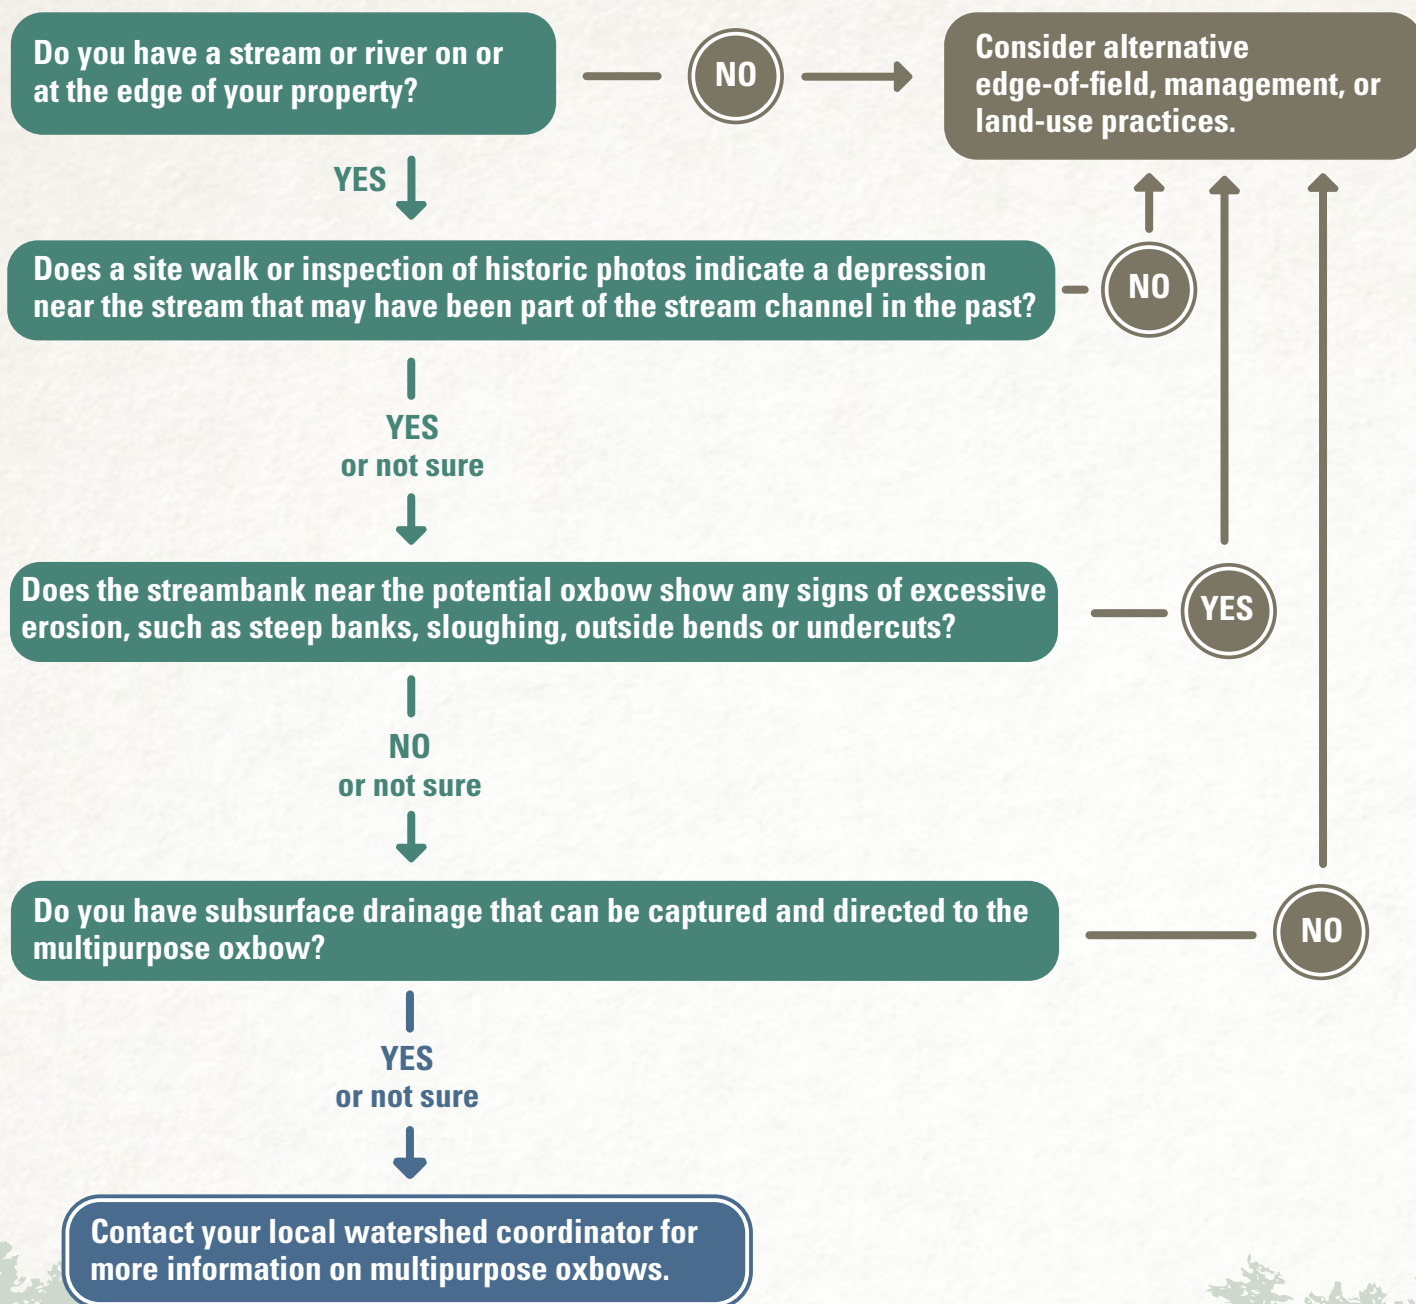 Do you have a stream or river on or
at the edge of your property?
NO
Consider alternative
edge-of-field, management, or
land-use practices.
YES
Does a site walk or inspection of historic photos indicate a depression
near the stream that may have been part of the stream channel in the past?
NO
YES
or not sure
Does the streambank near the potential oxbow show any signs of excessive
erosion, such as steep banks, sloughing, outside bends or undercuts?
YES
NO
or not sure
Do you have subsurface drainage that can be captured and directed to the
multipurpose oxbow?
NO
YES
or not sure
Contact your local watershed coordinator for
more information on multipurpose oxbows.